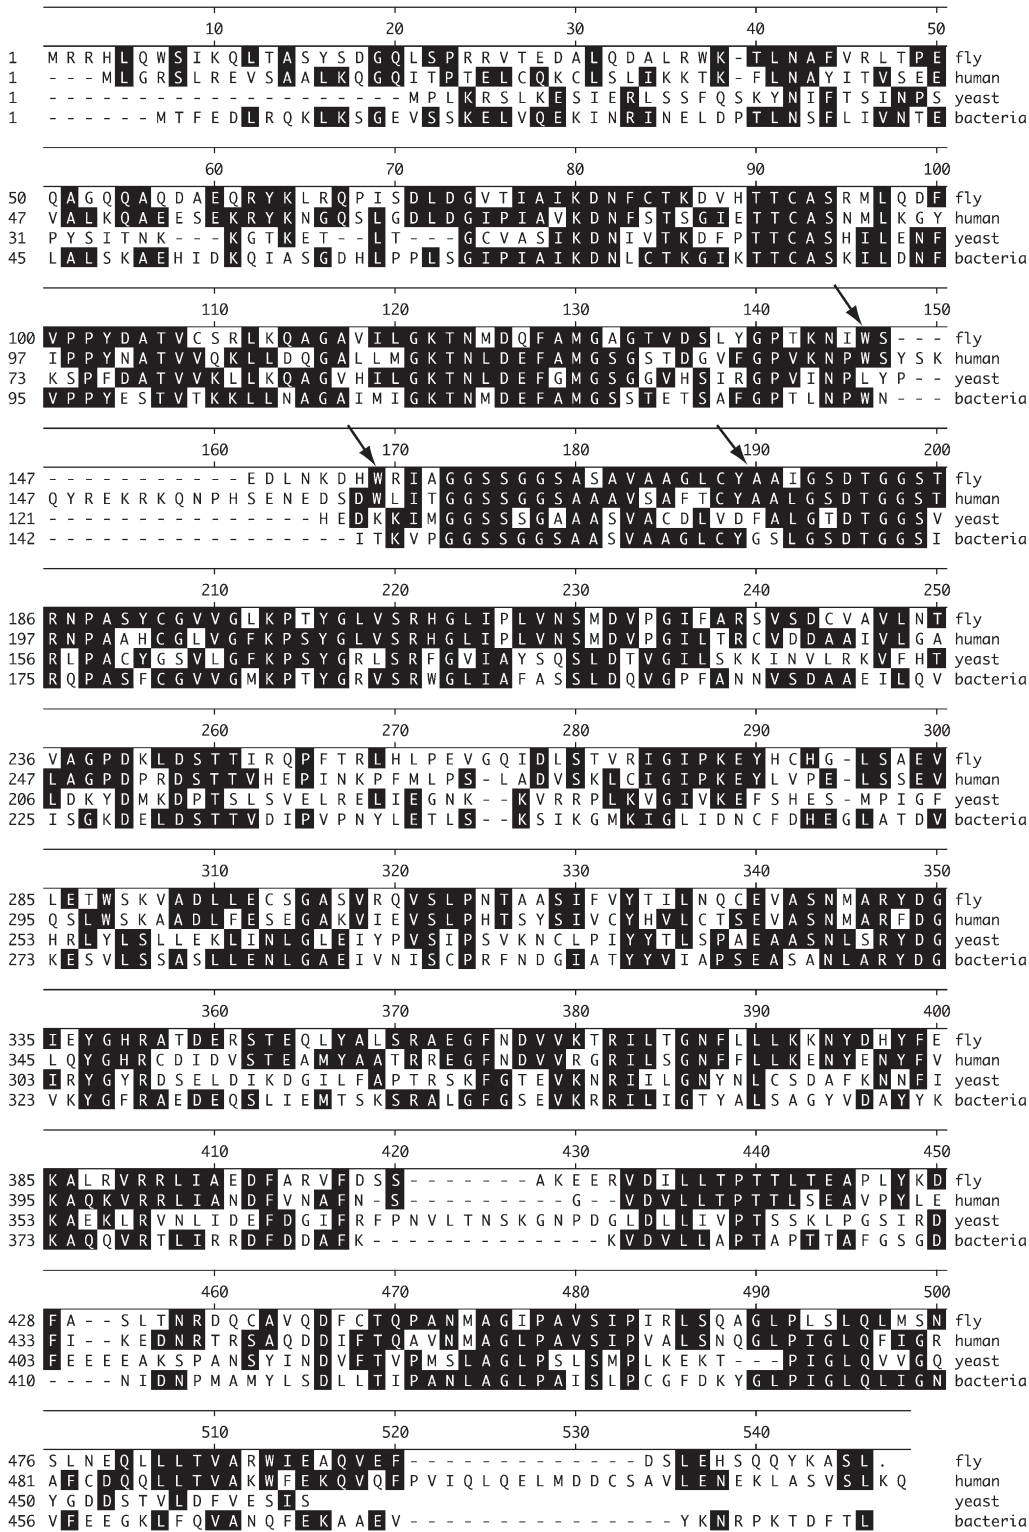 10 20 30 40 50
1 MRRHLQWSIKQLTASYSDGQLSPRRVTEDALQDALRWK-TLNAFVRLTPE fly
1 ---MLGRSLREVSAALKQGQITPTELCQKCLSLIKKTK-FLNAYITVSEE human
1 --------------------MPLKRSLKESIERLSSFQSKYNIFTSINPS yeast
1 ------MTFEDLRQKLKSGEVSSKELVQEKINRINELDPTLNSFLIVNTE bacteria
60 70 80 90 100
50 QAGQQAQDAEQRYKLRQPISDLDGVTIAIKDNFCTKDVHTTCASRMLQDF fly
47 VALKQAEESEKRYKNGQSLGDLDGIPIAVKDNFSTSGIETTCASNMLKGY human
31 PYSITNK---KGTKET--LT---GCVASIKDNIVTKDFPTTCASHILENF yeast
45 LALSKAEHIDKQIASGDHLPPLSGIPIAIKDNLCTKGIKTTCASKILDNF bacteria
110 120 130 140 150
100 VPPYDATVCSRLKQAGAVILGKTNMDQFAMGAGTVDSLYGPTKNIWS--- fly
97 IPPYNATVVQKLLDQGALLMGKTNLDEFAMGSGSTDGVFGPVKNPWSYSK human
73 KSPFDATVVKLLKQAGVHILGKTNLDEFGMGSGGVHSIRGPVINPLYP-- yeast
95 VPPYESTVTKKLLNAGAIMIGKTNMDEFAMGSSTETSAFGPTLNPWN--- bacteria
160 170 180 190 200
147 -----------EDLNKDHWRIAGGSSGGSASAVAAGLCYAAIGSDTGGST fly
147 QYREKRKQNPHSENEDSDWLITGGSSGGSAAAVSAFTCYAALGSDTGGST human
121 ---------------HEDKKIMGGSSSGAAASVACDLVDFALGTDTGGSV yeast
142 -----------------ITKVPGGSSGGSAASVAAGLCYGSLGSDTGGSI bacteria
210 220 230 240 250
186 RNPASYCGVVGLKPTYGLVSRHGLIPLVNSMDVPGIFARSVSDCVAVLNT fly
197 RNPAAHCGLVGFKPSYGLVSRHGLIPLVNSMDVPGILTRCVDDAAIVLGA human
156 RLPACYGSVLGFKPSYGRLSRFGVIAYSQSLDTVGILSKKINVLRKVFHT yeast
175 RQPASFCGVVGMKPTYGRVSRWGLIAFASSLDQVGPFANNVSDAAEILQV bacteria
260 270 280 290 300
236 VAGPDKLDSTTIRQPFTRLHLPEVGQIDLSTVRIGIPKEYHCHG-LSAEV fly
247 LAGPDPRDSTTVHEPINKPFMLPS-LADVSKLCIGIPKEYLVPE-LSSEV human
206 LDKYDMKDPTSLSVELRELIEGNK--KVRRPLKVGIVKEFSHES-MPIGF yeast
225 ISGKDELDSTTVDIPVPNYLETLS--KSIKGMKIGLIDNCFDHEGLATDV bacteria
310 320 330 340 350
285 LETWSKVADLLECSGASVRQVSLPNTAASIFVYTILNQCEVASNMARYDG fly
295 QSLWSKAADLFESEGAKVIEVSLPHTSYSIVCYHVLCTSEVASNMARFDG human
253 HRLYLSLLEKLINLGLEIYPVSIPSVKNCLPIYYTLSPAEAASNLSRYDG yeast
273 KESVLSSASLLENLGAEIVNISCPRFNDGIATYYVIAPSEASANLARYDG bacteria
360 370 380 390 400
335 IEYGHRATDERSTEQLYALSRAEGFNDVVKTRILTGNFLLLKKNYDHYFE fly
345 LQYGHRCDIDVSTEAMYAATRREGFNDVVRGRILSGNFFLLKENYENYFV human
303 IRYGYRDSELDIKDGILFAPTRSKFGTEVKNRIILGNYNLCSDAFKNNFI yeast
323 VKYGFRAEDEQSLIEMTSKSRALGFGSEVKRRILIGTYALSAGYVDAYYK bacteria
410 420 430 440 450
385 KALRVRRLIAEDFARVFDSS-------AKEERVDILLTPTTLTEAPLYKD fly
395 KAQKVRRLIANDFVNAFN-S---------G--VDVLLTPTTLSEAVPYLE human
353 KAEKLRVNLIDEFDGIFRFPNVLTNSKGNPDGLDLLIVPTSSKLPGSIRD yeast
373 KAQQVRTLIRRDFDDAFK-------------KVDVLLAPTAPTTAFGSGD bacteria
460 470 480 490 500
428 FA--SLTNRDQCAVQDFCTQPANMAGIPAVSIPIRLSQAGLPLSLQLMSN fly
433 FI--KEDNRTRSAQDDIFTQAVNMAGLPAVSIPVALSNQGLPIGLQFIGR human
403 FEEEEAKSPANSYINDVFTVPMSLAGLPSLSMPLKEKT---PIGLQVVGQ yeast
410 ----NIDNPMAMYLSDLLTIPANLAGLPAISLPCGFDKYGLPIGLQLIGN bacteria
510 520 530 540
476 SLNEQLLLTVARWIEAQVEF-------------DSLEHSQQYKASL. fly
481 AFCDQQLLTVAKWFEKQVQFPVIQLQELMDDCSAVLENEKLASVSLKQ human
450 YGDDSTVLDFVESIS yeast
456 VFEEGKLFQVANQFEKAAEV---------------YKNRPKTDFTL bacteria